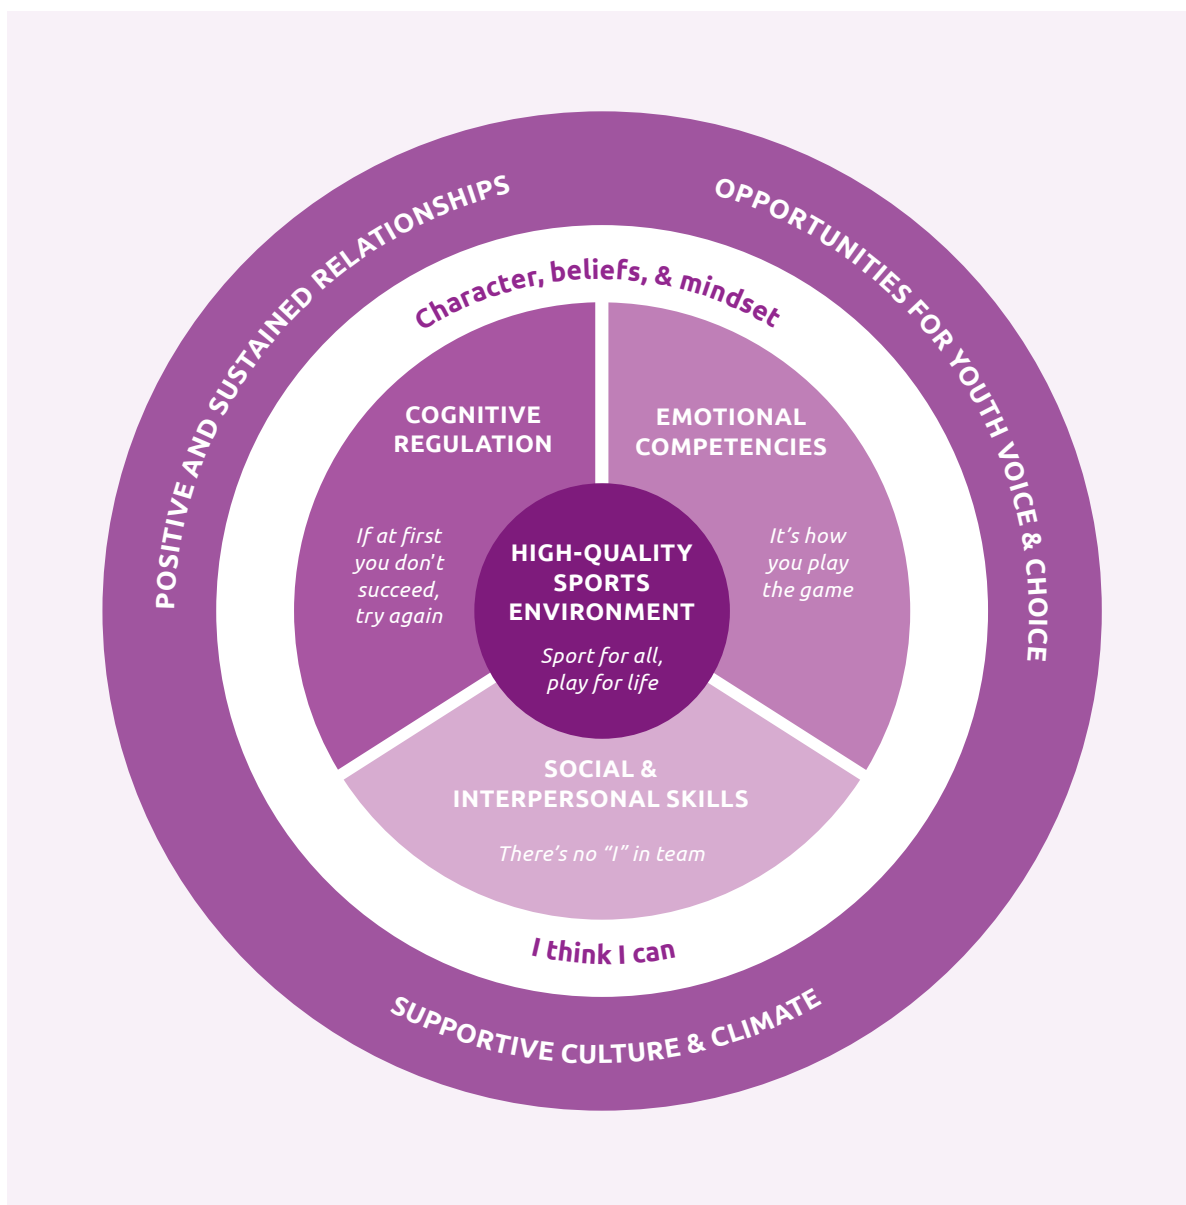 POSITIVE AND SUSTAINED RELATIONSHIPS
OPPORTUNITIES FOR YOUTH VOICE & CHOICE
Character, beliefs, & mindset
COGNITIVE
REGULATION
If at first
you don’t
succeed,
try again
EMOTIONAL
COMPETENCIES
It’s how
you play
the game
HIGH-QUALITY
SPORTS
ENVIRONMENT
Sport for all,
play for life
SOCIAL &
INTERPERSONAL SKILLS
There’s no “I” in team
I think I can
SUPPORTIVE CULTURE & CLIMATE